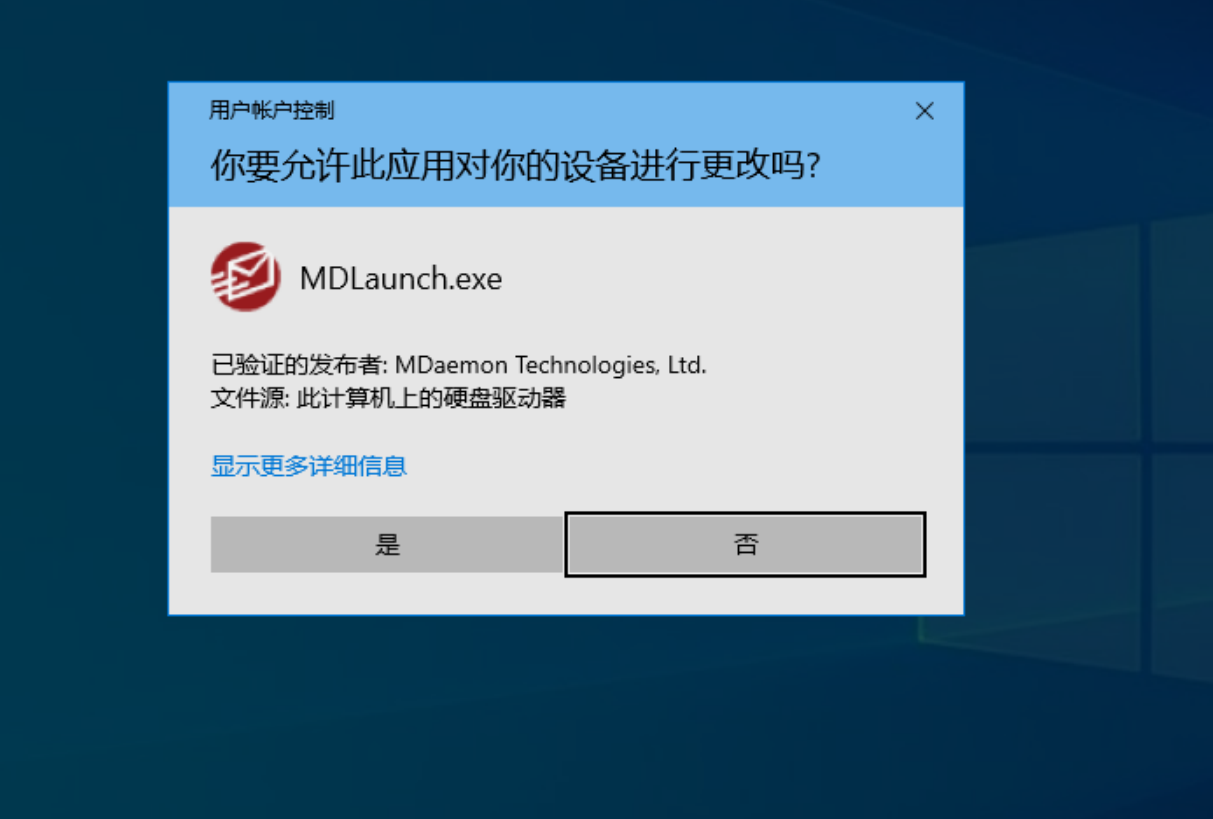 用户帐户控制
你要允许此应用对你的设备进行更改吗?
MDLaunch.exe
已验证的发布者: MDaemon Technologies, Ltd.
文件源: 此计算机上的硬盘驱动器
显示更多详细信息
是
否